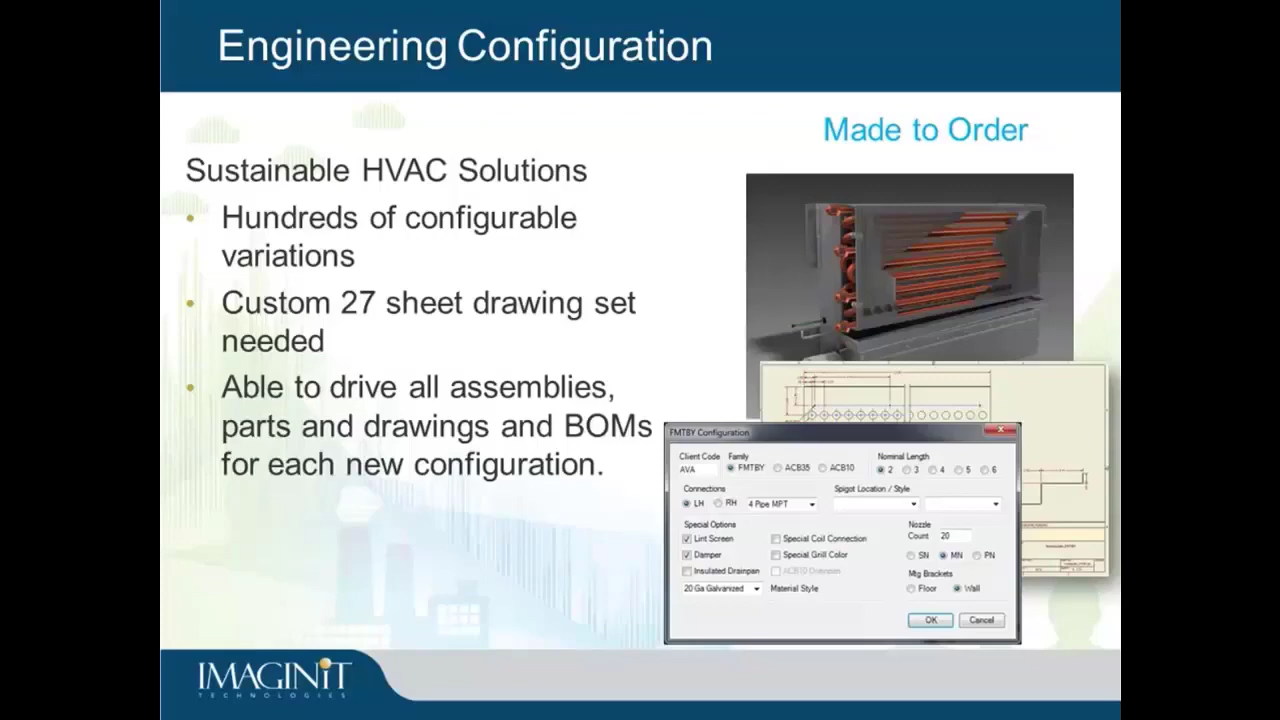 Engineering Configuration
Made to Order
Sustainable HVAC Solutions
• Hundreds of configurable
variations
• Custom 27 sheet drawing set
needed
• Able to drive all assemblies,
parts and drawings and BOMs
for each new configuration.
FMTBY Configuration
Client Code Family Nominal Length
AVA FMTBY ACB35 ACB10 2 3 4 5 6
Connections Spigot Location / Style
LH RH 4 Pipe MPT
Special Options Nozzle
Lint Screen Special Coil Connection Count 20
Damper Special Grill Color SN MN PN
Insulated Drainpan ACB10 Drainpan Mtg Brackets
20 Ga Galvanized Material Style Floor Wall
OK Cancel
IMAGINiT
TECHNOLOGIES